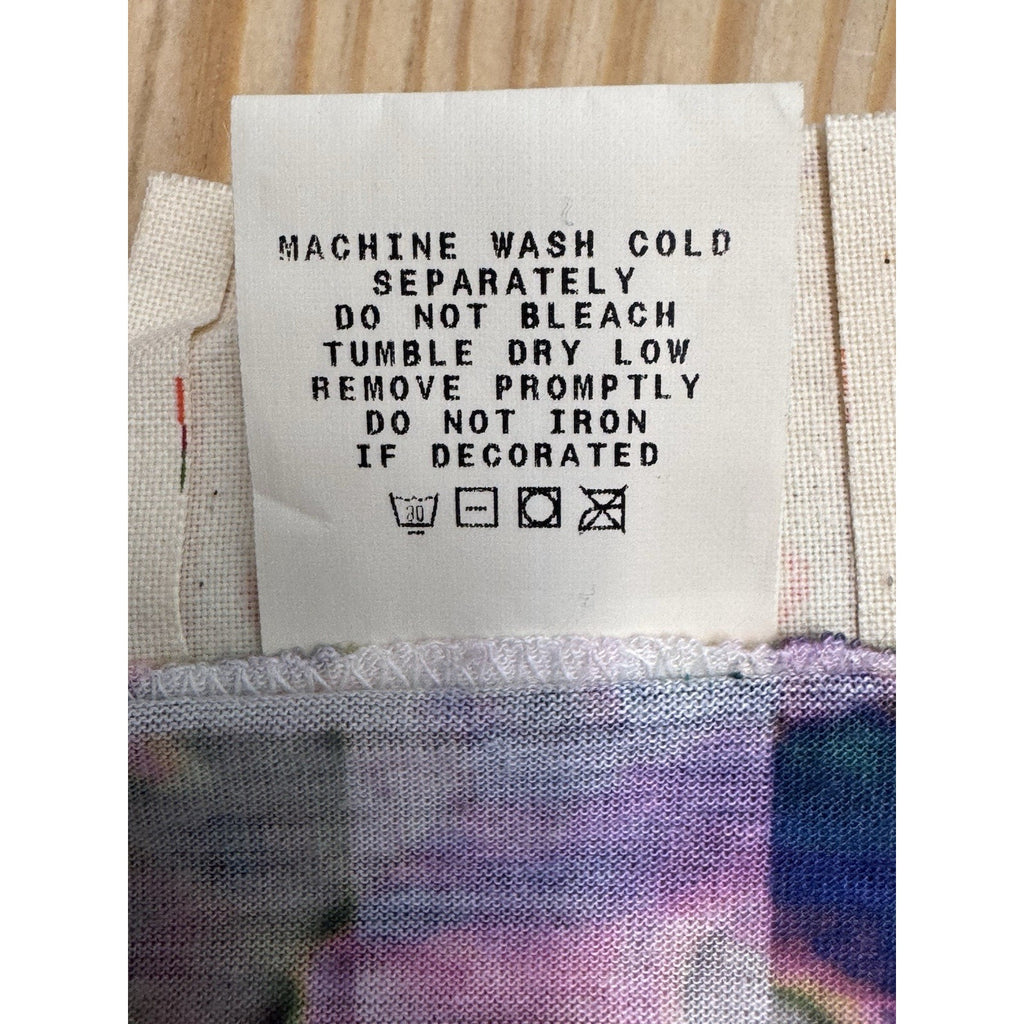 MACHINE WASH COLD
SEPARATELY
DO NOT BLEACH
TUMBLE DRY LOW
REMOVE PROMPTLY
DO NOT IRON
IF DECORATED
30